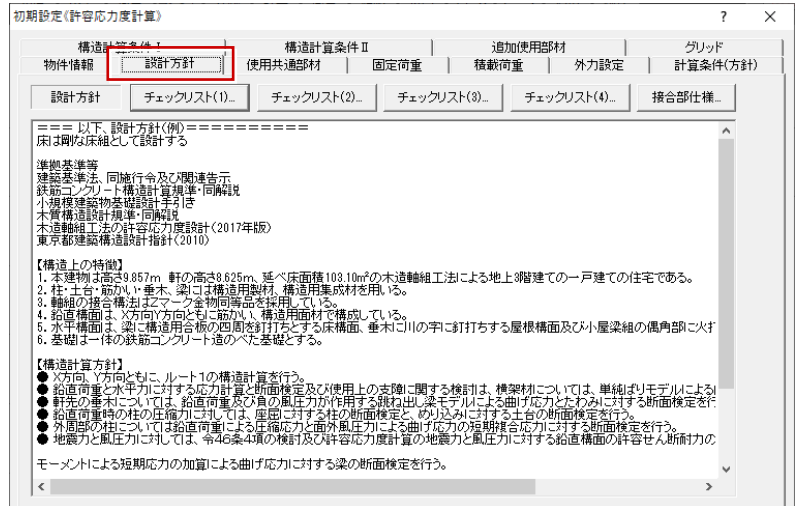 初期設定《許容応力度計算》 ? ×
構造計算条件 I 構造計算条件 II 追加使用部材 グリッド
物件情報 設計方針 使用共通部材 固定荷重 積載荷重 外力設定 計算条件(方針)
設計方針 チェックリスト(1)... チェックリスト(2)... チェックリスト(3)... チェックリスト(4)... 接合部仕様...
=== 以下、設計方針(例)==========
床は剛な床組として設計する
準拠基準等
建築基準法、同施行令及び関連告示
鉄筋コンクリート構造計算規準・同解説
小規模建築物基礎設計手引き
木質構造設計規準・同解説
木造軸組工法の許容応力度設計(2017年版)
東京都建築構造設計指針(2010)
【構造上の特徴】
1. 本建物は高さ9.857m 軒の高さ8.625m、延べ床面積103.10㎡の木造軸組工法による地上3階建ての一戸建ての住宅である。
2. 柱・土台・筋かい・垂木、梁には構造用製材、構造用集成材を用いる。
3. 軸組の接合構法はZマーク金物同等品を採用している。
4. 鉛直構面は、X方向Y方向ともに筋かい、構造用面材で構成している。
5. 水平構面は、梁に構造用合板の四周を釘打ちとする床構面、垂木に川の字に釘打ちする屋根構面及び小屋梁組の隅角部に火打
6. 基礎は一体の鉄筋コンクリート造のべた基礎とする。
【構造計算方針】
● X方向、Y方向ともに、ルート1の構造計算を行う。
● 鉛直荷重と水平力に対する応力計算と断面検定及び使用上の支障に関する検討は、横架材については、単純ばりモデルによる
● 軒先の垂木については、鉛直荷重及び負の風圧力が作用する跳ね出し梁モデルによる曲げ応力とたわみに対する断面検定を行
● 鉛直荷重時の柱の圧縮力に対しては、座屈に対する柱の断面検定と、めり込みに対する土台の断面検定を行う。
● 外周部の柱については鉛直荷重による圧縮応力と面外風圧力による曲げ応力の短期複合応力に対する断面検定を行う。
● 地震力と風圧力に対しては、令46条4項の検討及び許容応力度計算の地震力と風圧力に対する鉛直構面の許容せん断耐力の
モーメントによる短期応力の加算による曲げ応力に対する梁の断面検定を行う。